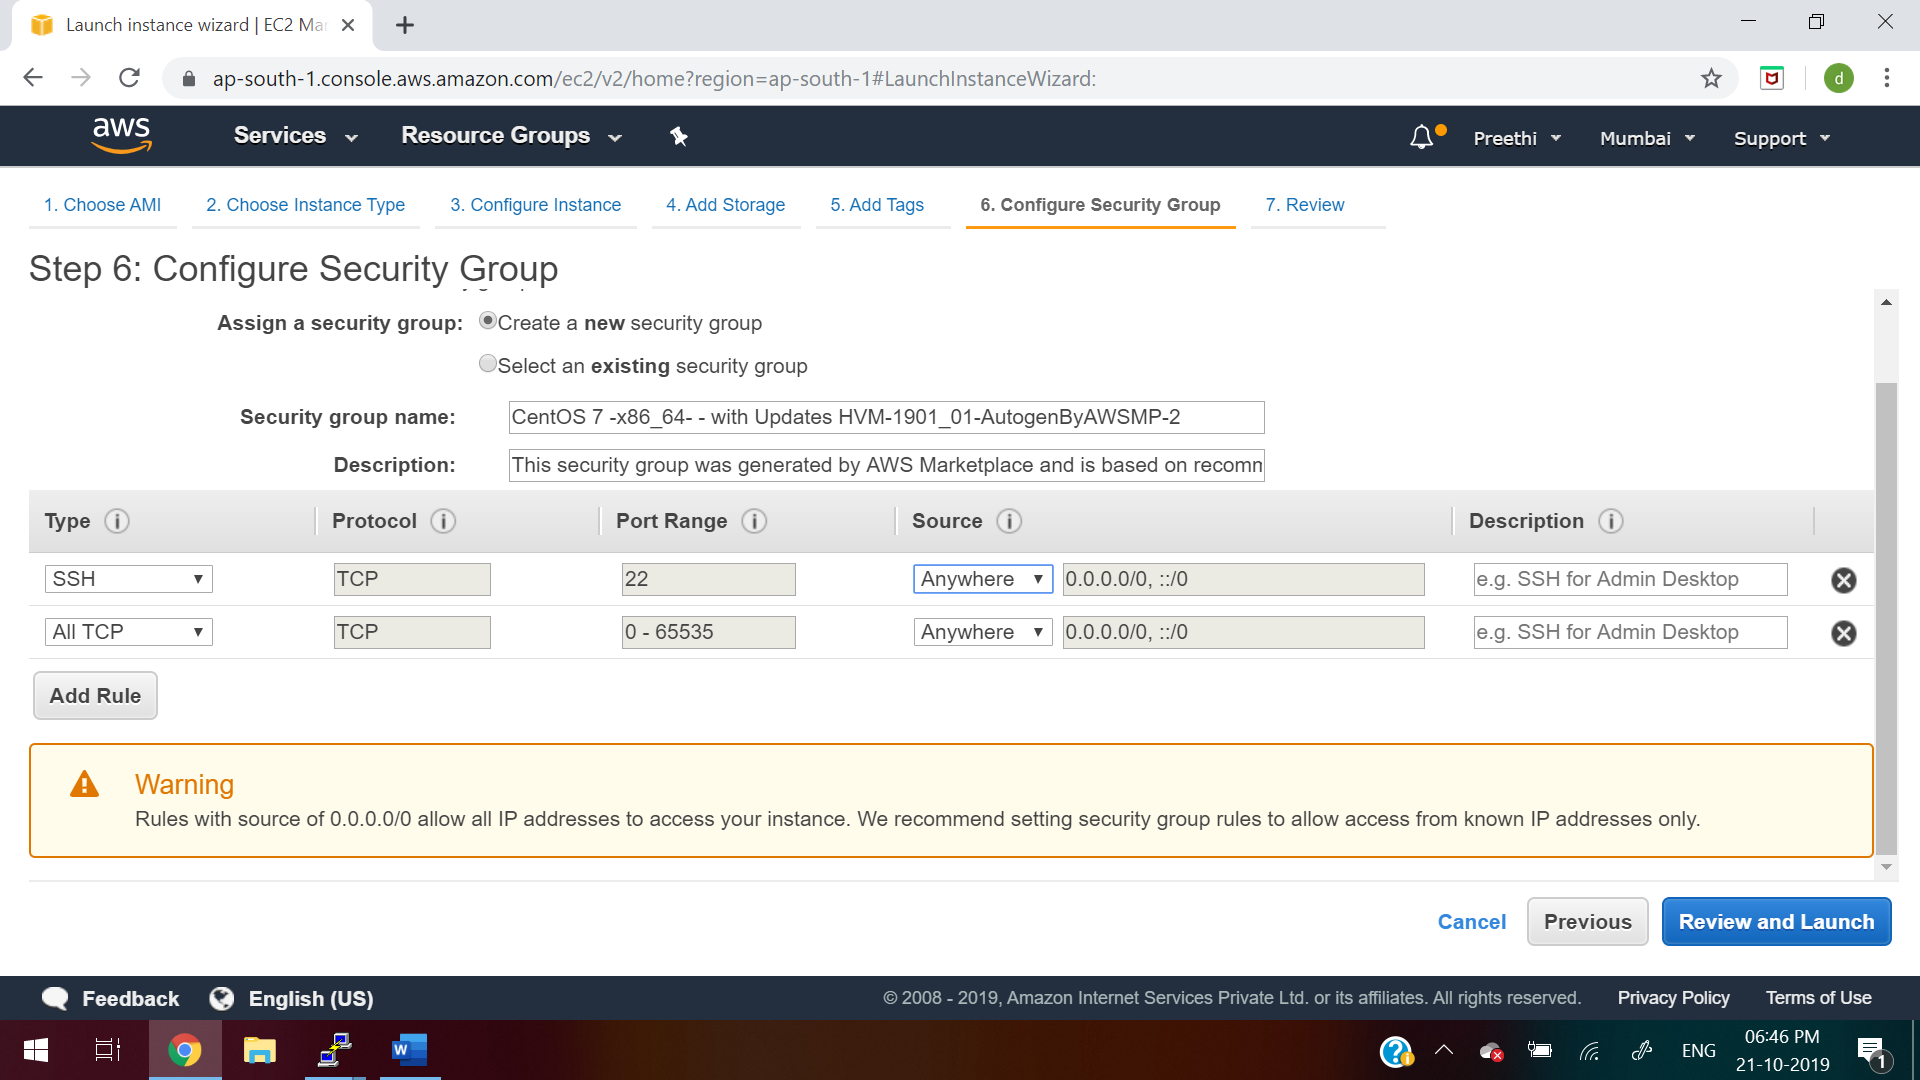 Launch instance wizard | EC2 Ma
ap-south-1.console.aws.amazon.com/ec2/v2/home?region=ap-south-1#LaunchInstanceWizard:
d
aws
Services
Resource Groups
Preethi
Mumbai
Support
1. Choose AMI
2. Choose Instance Type
3. Configure Instance
4. Add Storage
5. Add Tags
6. Configure Security Group
7. Review
Step 6: Configure Security Group
Assign a security group: Create a new security group
Select an existing security group
Security group name: CentOS 7 -x86_64- - with Updates HVM-1901_01-AutogenByAWSMP-2
Description: This security group was generated by AWS Marketplace and is based on recomm
Type i Protocol i Port Range i Source i Description i
SSH TCP 22 Anywhere 0.0.0.0/0, ::/0 e.g. SSH for Admin Desktop
All TCP TCP 0 - 65535 Anywhere 0.0.0.0/0, ::/0 e.g. SSH for Admin Desktop
Add Rule
Warning
Rules with source of 0.0.0.0/0 allow all IP addresses to access your instance. We recommend setting security group rules to allow access from known IP addresses only.
Cancel
Previous
Review and Launch
Feedback
English (US)
© 2008 - 2019, Amazon Internet Services Private Ltd. or its affiliates. All rights reserved.
Privacy Policy
Terms of Use
W
ENG
06:46 PM
21-10-2019
1